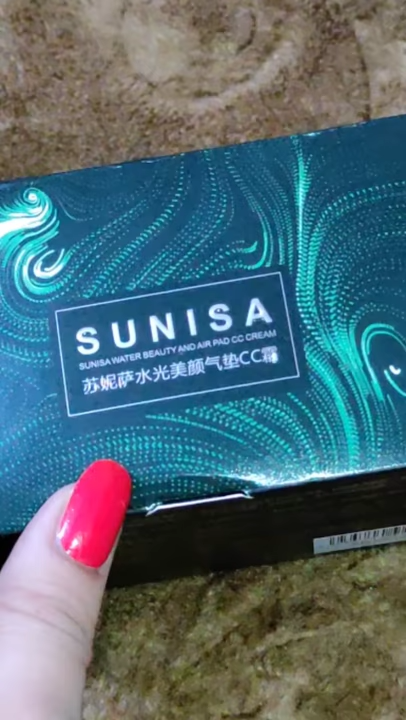 SUNISA
SUNISA WATER BEAUTY AND AIR PAD CC CREAM
苏妮萨水光美颜气垫CC霜